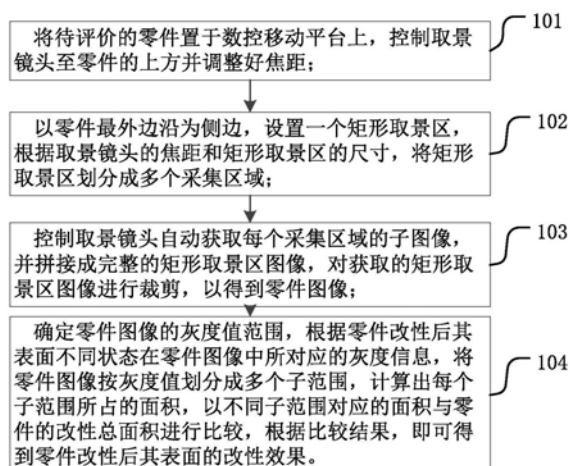 将待评价的零件置于数控移动平台上，控制取景
镜头至零件的上方并调整好焦距；
101
以零件最外边沿为侧边，设置一个矩形取景区，
根据取景镜头的焦距和矩形取景区的尺寸，将矩形
取景区划分成多个采集区域；
102
控制取景镜头自动获取每个采集区域的子图像，
并拼接成完整的矩形取景区图像，对获取的矩形取
景区图像进行裁剪，以得到零件图像；
103
确定零件图像的灰度值范围，根据零件改性后其
表面不同状态在零件图像中所对应的灰度信息，将
零件图像按灰度值划分成多个子范围，计算出每个
子范围所占的面积，以不同子范围对应的面积与零
件的改性总面积进行比较，根据比较结果，即可得
到零件改性后其表面的改性效果。
104